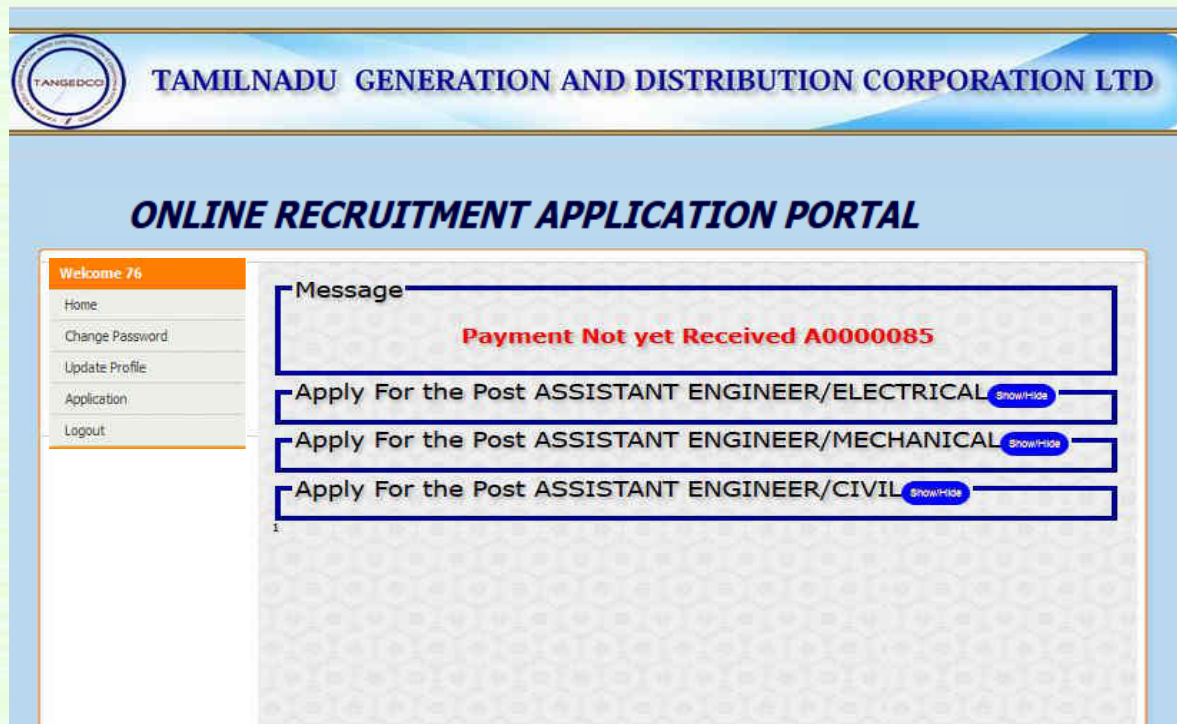 TANGEDCO
TAMILNADU GENERATION AND DISTRIBUTION CORPORATION LTD
ONLINE RECRUITMENT APPLICATION PORTAL
Welcome 76
Home
Change Password
Update Profile
Application
Logout
Message
Payment Not yet Received A0000085
Apply For the Post ASSISTANT ENGINEER/ELECTRICAL Show/Hide
Apply For the Post ASSISTANT ENGINEER/MECHANICAL Show/Hide
Apply For the Post ASSISTANT ENGINEER/CIVIL Show/Hide
1